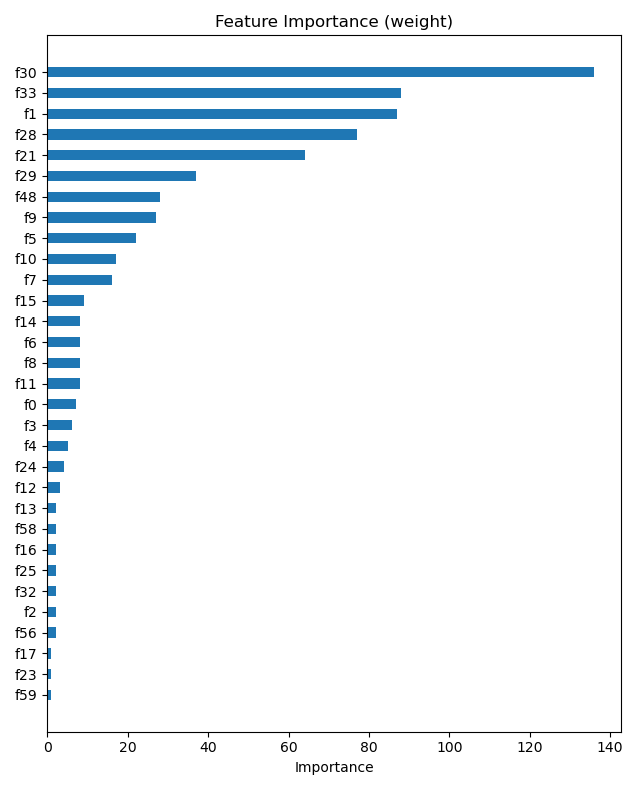 Feature Importance (weight)
f30
f33
f1
f28
f21
f29
f48
f9
f5
f10
f7
f15
f14
f6
f8
f11
f0
f3
f4
f24
f12
f13
f58
f16
f25
f32
f2
f56
f17
f23
f59
0 20 40 60 80 100 120 140
Importance